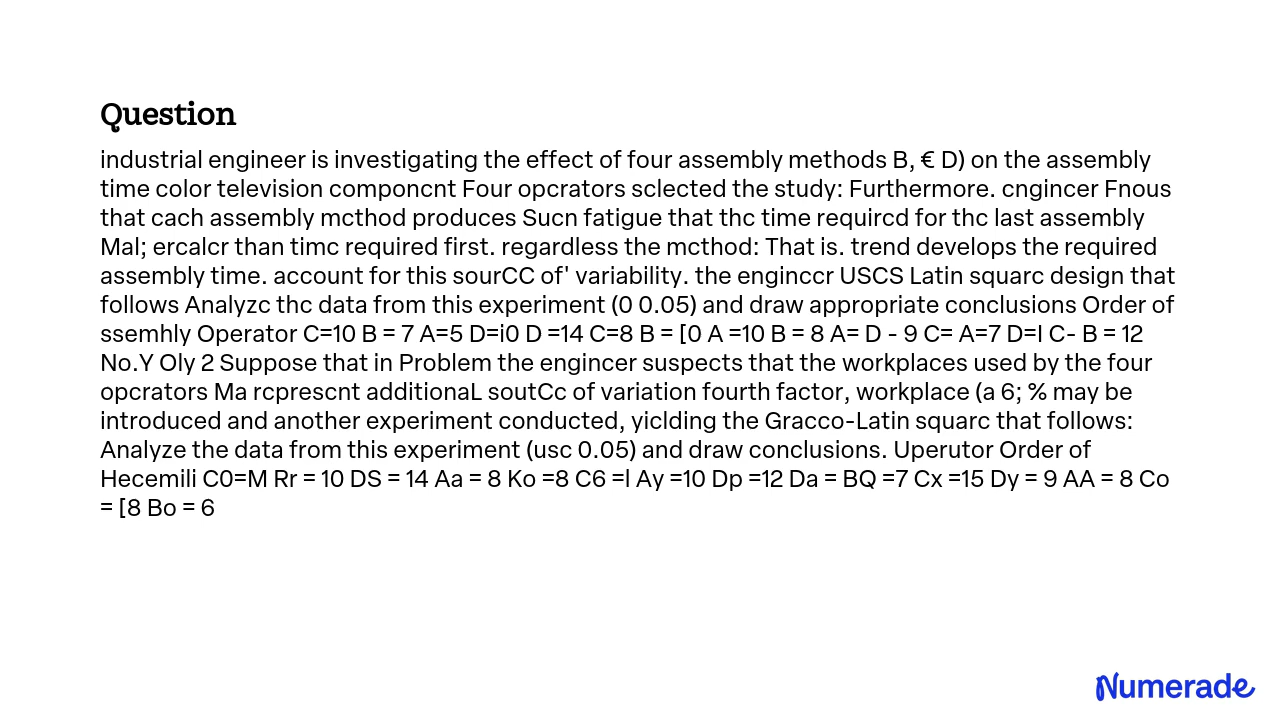 Question
industrial engineer is investigating the effect of four assembly methods B, € D) on the assembly
time color television componcnt Four opcrators sclected the study: Furthermore. cngincer Fnous
that cach assembly mcthod produces Sucn fatigue that thc time requircd for thc last assembly
Mal; ercalcr than timc required first. regardless the mcthod: That is. trend develops the required
assembly time. account for this sourCC of' variability. the enginccr USCS Latin squarc design that
follows Analyzc thc data from this experiment (0 0.05) and draw appropriate conclusions Order of
ssemhly Operator C=10 B = 7 A=5 D=i0 D =14 C=8 B = [0 A =10 B = 8 A= D - 9 C= A=7 D=I C- B = 12
No.Y Oly 2 Suppose that in Problem the engincer suspects that the workplaces used by the four
opcrators Ma rcprescnt additionaL soutCc of variation fourth factor, workplace (a 6; % may be
introduced and another experiment conducted, yiclding the Gracco-Latin squarc that follows:
Analyze the data from this experiment (usc 0.05) and draw conclusions. Uperutor Order of
Hecemili C0=M Rr = 10 DS = 14 Aa = 8 Ko =8 C6 =l Ay =10 Dp =12 Da = BQ =7 Cx =15 Dy = 9 AA = 8 Co
= [8 Bo = 6
Numerade